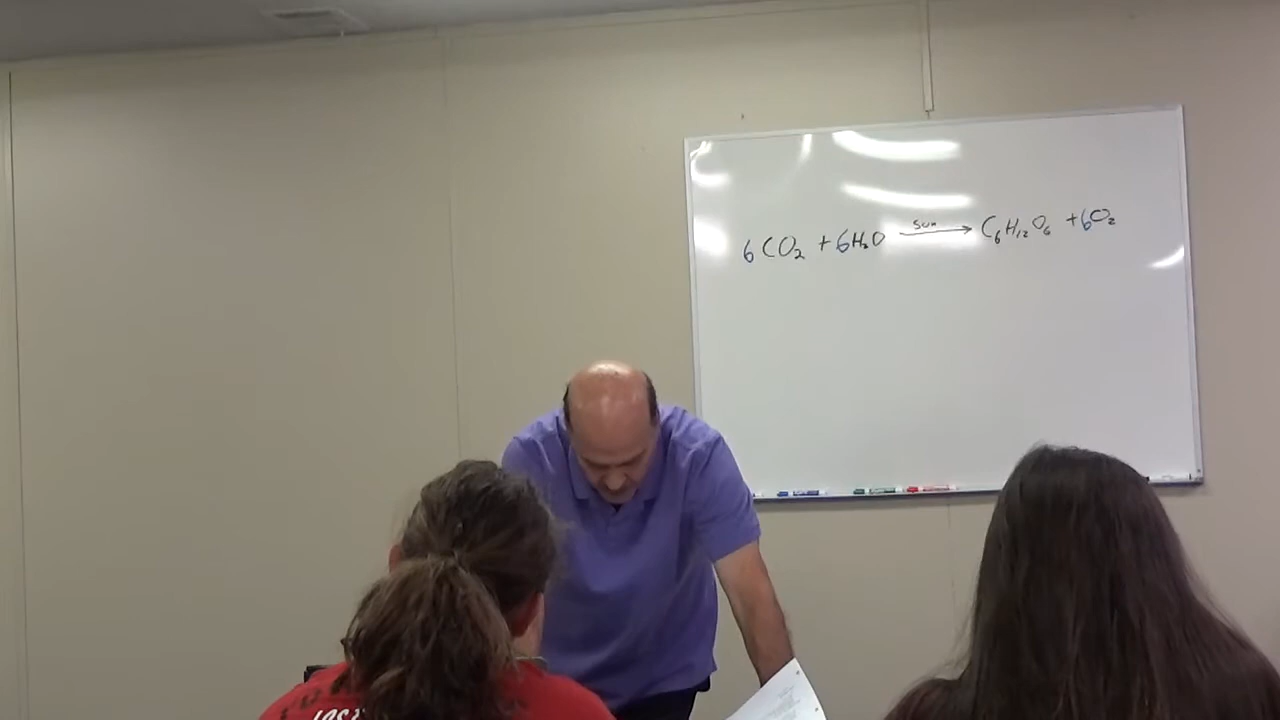 6CO₂ + 6H₂O —Sun→ C₆H₁₂O₆ + 6O₂